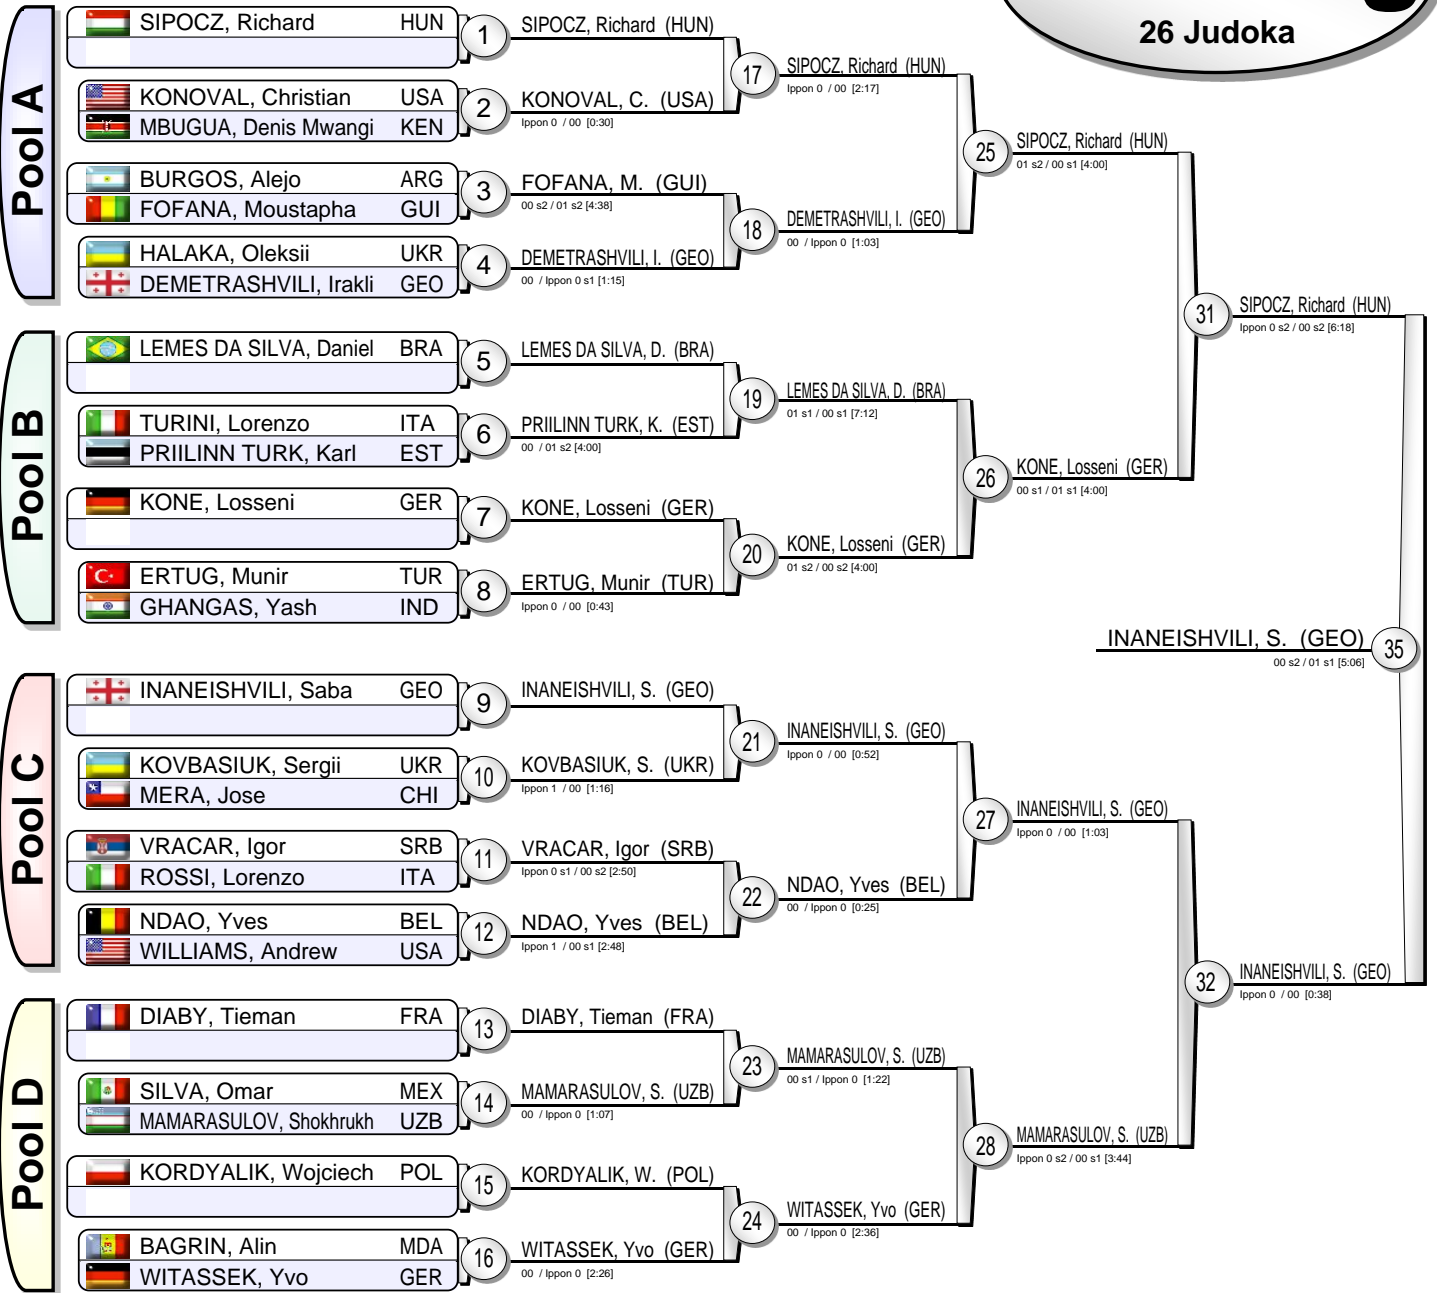 26 Judoka
Pool A
SIPOCZ, Richard HUN
1
KONOVAL, Christian USA
MBUGUA, Denis Mwangi KEN
2
BURGOS, Alejo ARG
FOFANA, Moustapha GUI
3
HALAKA, Oleksii UKR
DEMETRASHVILI, Irakli GEO
4
Pool B
LEMES DA SILVA, Daniel BRA
5
TURINI, Lorenzo ITA
PRIILINN TURK, Karl EST
6
KONE, Losseni GER
7
ERTUG, Munir TUR
GHANGAS, Yash IND
8
Pool C
INANEISHVILI, Saba GEO
9
KOVBASIUK, Sergii UKR
MERA, Jose CHI
10
VRACAR, Igor SRB
ROSSI, Lorenzo ITA
11
NDAO, Yves BEL
WILLIAMS, Andrew USA
12
Pool D
DIABY, Tieman FRA
13
SILVA, Omar MEX
MAMARASULOV, Shokhrukh UZB
14
KORDYALIK, Wojciech POL
15
BAGRIN, Alin MDA
WITASSEK, Yvo GER
16
SIPOCZ, Richard (HUN)
17
KONOVAL, C. (USA)
Ippon 0 / 00 [0:30]
FOFANA, M. (GUI)
00 s2 / 01 s2 [4:38]
18
DEMETRASHVILI, I. (GEO)
00 / Ippon 0 s1 [1:15]
LEMES DA SILVA, D. (BRA)
19
PRIILINN TURK, K. (EST)
00 / 01 s2 [4:00]
KONE, Losseni (GER)
20
ERTUG, Munir (TUR)
Ippon 0 / 00 [0:43]
INANEISHVILI, S. (GEO)
21
KOVBASIUK, S. (UKR)
Ippon 1 / 00 [1:16]
VRACAR, Igor (SRB)
Ippon 0 s1 / 00 s2 [2:50]
22
NDAO, Yves (BEL)
Ippon 1 / 00 s1 [2:48]
DIABY, Tieman (FRA)
23
MAMARASULOV, S. (UZB)
00 / Ippon 0 [1:07]
KORDYALIK, W. (POL)
24
WITASSEK, Yvo (GER)
00 / Ippon 0 [2:26]
SIPOCZ, Richard (HUN)
Ippon 0 / 00 [2:17]
25
DEMETRASHVILI, I. (GEO)
00 / Ippon 0 [1:03]
LEMES DA SILVA, D. (BRA)
01 s1 / 00 s1 [7:12]
26
KONE, Losseni (GER)
01 s2 / 00 s2 [4:00]
INANEISHVILI, S. (GEO)
Ippon 0 / 00 [0:52]
27
NDAO, Yves (BEL)
00 / Ippon 0 [0:25]
MAMARASULOV, S. (UZB)
00 s1 / Ippon 0 [1:22]
28
WITASSEK, Yvo (GER)
00 / Ippon 0 [2:36]
SIPOCZ, Richard (HUN)
01 s2 / 00 s1 [4:00]
31
KONE, Losseni (GER)
00 s1 / 01 s1 [4:00]
INANEISHVILI, S. (GEO)
Ippon 0 / 00 [1:03]
32
MAMARASULOV, S. (UZB)
Ippon 0 s2 / 00 s1 [3:44]
SIPOCZ, Richard (HUN)
Ippon 0 s2 / 00 s2 [6:18]
INANEISHVILI, S. (GEO)
35
00 s2 / 01 s1 [5:06]
INANEISHVILI, S. (GEO)
Ippon 0 / 00 [0:38]